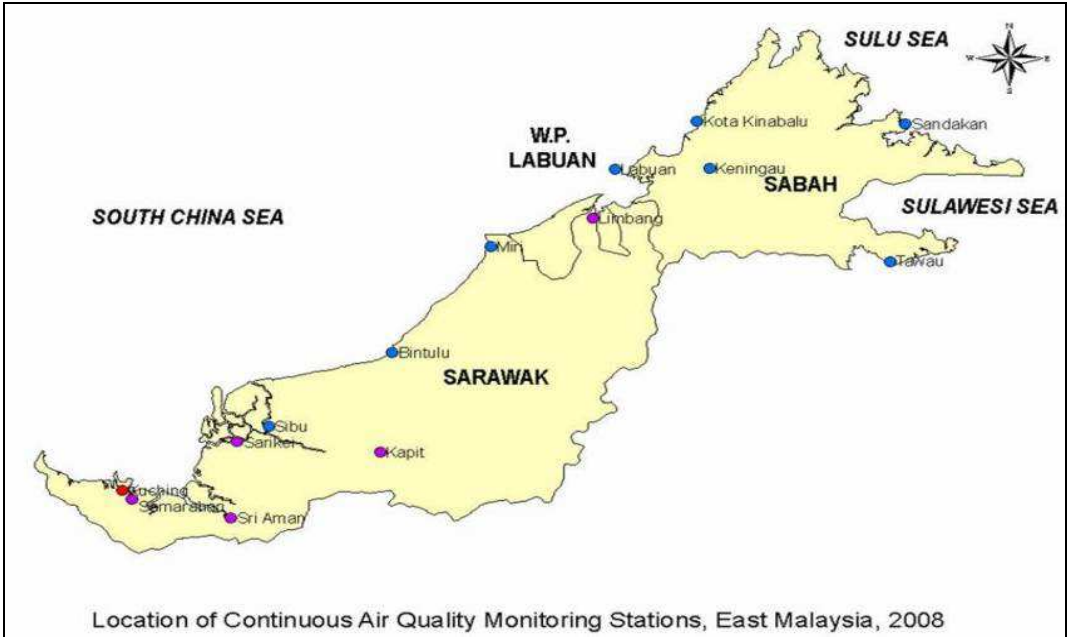 SULU SEA
N
W E
S
Kota Kinabalu
Sandakan
W.P.
LABUAN
Labuan
Keningau
SABAH
SOUTH CHINA SEA
SULAWESI SEA
Limbang
Miri
Tawau
Bintulu
SARAWAK
Sibu
Sarikei
Kapit
Kuching
Samarahan
Sri Aman
Location of Continuous Air Quality Monitoring Stations, East Malaysia, 2008